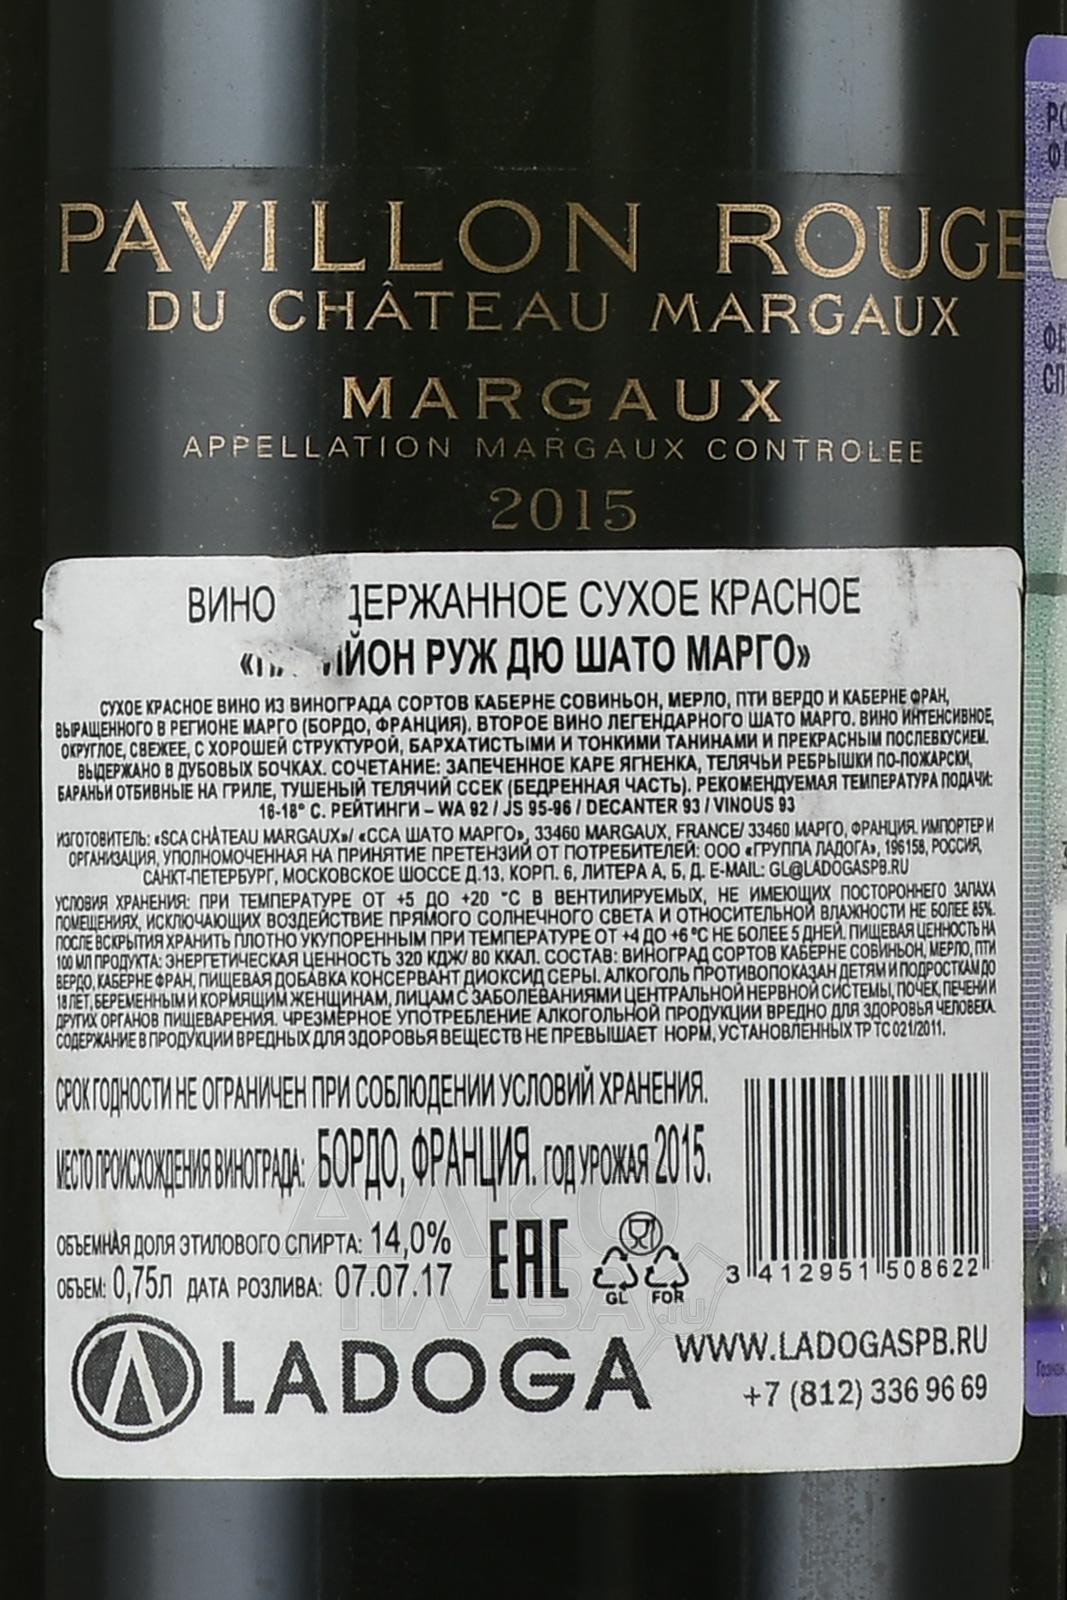 PAVILLON ROUGE
DU CHÂTEAU MARGAUX
MARGAUX
APPELLATION MARGAUX CONTROLEE
2015
ВИНО СУХОЕ КРАСНОЕ
РУЖ ДЮ ШАТО МАРГО»
СУХОЕ КРАСНОЕ ВИНО ИЗ ВИНОГРАДА СОРТОВ КАБЕРНЕ СОВИНЬОН, МЕРЛО, ПТИ ВЕРДО И КАБЕРНЕ ФРАН,
ВЫРАЩЕННОГО В РЕГИОНЕ МАРГО (БОРДО, ФРАНЦИЯ). ВТОРОЕ ВИНО ЛЕГЕНДАРНОГО ШАТО МАРГО. ВИНО ИНТЕНСИВНОЕ,
ОКРУГЛОЕ, СВЕЖЕЕ, С ХОРОШЕЙ СТРУКТУРОЙ, БАРХАТИСТЫМИ И ТОНКИМИ ТАНИНАМИ И ПРЕКРАСНЫМ ПОСЛЕВКУСИЕМ.
ВЫДЕРЖАНО В ДУБОВЫХ БОЧКАХ. СОЧЕТАНИЕ: ЗАПЕЧЕННОЕ КАРЕ ЯГНЕНКА, ТЕЛЯЧЬИ РЕБРЫШКИ ПО-ПОЖАРСКИ,
БАРАНЬИ ОТБИВНЫЕ НА ГРИЛЕ, ТУШЕНЫЙ ТЕЛЯЧИЙ ССЕК (БЕДРЕННАЯ ЧАСТЬ). РЕКОМЕНДУЕМАЯ ТЕМПЕРАТУРА ПОДАЧИ:
16-18° С. РЕЙТИНГИ – WA 92 / JS 95-96 / DECANTER 93 / VINOUS 93
ИЗГОТОВИТЕЛЬ: «SCA CHÂTEAU MARGAUX»/ «ССА ШАТО МАРГО», 33460 MARGAUX, FRANCE/ 33460 МАРГО, ФРАНЦИЯ. ИМПОРТЕР И
ОРГАНИЗАЦИЯ, УПОЛНОМОЧЕННАЯ НА ПРИНЯТИЕ ПРЕТЕНЗИЙ ОТ ПОТРЕБИТЕЛЕЙ: ООО «ГРУППА ЛАДОГА», 196158, РОССИЯ,
САНКТ-ПЕТЕРБУРГ, МОСКОВСКОЕ ШОССЕ Д.13, КОРП. 6, ЛИТЕРА А, Б, Д. E-MAIL: GL@LADOGASPB.RU
УСЛОВИЯ ХРАНЕНИЯ: ПРИ ТЕМПЕРАТУРЕ ОТ +5 ДО +20 °С В ВЕНТИЛИРУЕМЫХ, НЕ ИМЕЮЩИХ ПОСТОРОННЕГО ЗАПАХА
ПОМЕЩЕНИЯХ, ИСКЛЮЧАЮЩИХ ВОЗДЕЙСТВИЕ ПРЯМОГО СОЛНЕЧНОГО СВЕТА И ОТНОСИТЕЛЬНОЙ ВЛАЖНОСТИ НЕ БОЛЕЕ 85%.
ПОСЛЕ ВСКРЫТИЯ ХРАНИТЬ ПЛОТНО УКУПОРЕННЫМ ПРИ ТЕМПЕРАТУРЕ ОТ +4 ДО +6 °С НЕ БОЛЕЕ 5 ДНЕЙ. ПИЩЕВАЯ ЦЕННОСТЬ НА
100 МЛ ПРОДУКТА: ЭНЕРГЕТИЧЕСКАЯ ЦЕННОСТЬ 320 КДЖ/ 80 ККАЛ. СОСТАВ: ВИНОГРАД СОРТОВ КАБЕРНЕ СОВИНЬОН, МЕРЛО, ПТИ
ВЕРДО, КАБЕРНЕ ФРАН, ПИЩЕВАЯ ДОБАВКА КОНСЕРВАНТ ДИОКСИД СЕРЫ. АЛКОГОЛЬ ПРОТИВОПОКАЗАН ДЕТЯМ И ПОДРОСТКАМ ДО
18 ЛЕТ, БЕРЕМЕННЫМ И КОРМЯЩИМ ЖЕНЩИНАМ, ЛИЦАМ С ЗАБОЛЕВАНИЯМИ ЦЕНТРАЛЬНОЙ НЕРВНОЙ СИСТЕМЫ, ПОЧЕК, ПЕЧЕНИ И
ДРУГИХ ОРГАНОВ ПИЩЕВАРЕНИЯ. ЧРЕЗМЕРНОЕ УПОТРЕБЛЕНИЕ АЛКОГОЛЬНОЙ ПРОДУКЦИИ ВРЕДНО ДЛЯ ЗДОРОВЬЯ ЧЕЛОВЕКА.
СОДЕРЖАНИЕ В ПРОДУКЦИИ ВРЕДНЫХ ДЛЯ ЗДОРОВЬЯ ВЕЩЕСТВ НЕ ПРЕВЫШАЕТ НОРМ, УСТАНОВЛЕННЫХ ТР ТС 021/2011.
СРОК ГОДНОСТИ НЕ ОГРАНИЧЕН ПРИ СОБЛЮДЕНИИ УСЛОВИЙ ХРАНЕНИЯ.
МЕСТО ПРОИСХОЖДЕНИЯ ВИНОГРАДА: БОРДО, ФРАНЦИЯ. ГОД УРОЖАЯ 2015.
ОБЪЕМНАЯ ДОЛЯ ЭТИЛОВОГО СПИРТА: 14,0%
ОБЪЕМ: 0,75л ДАТА РОЗЛИВА: 07.07.17
EAC
GL FOR
3 412951 508622
LADOGA
WWW.LADOGASPB.RU
+7 (812) 336 96 69
АЛКО
ПЛАЗА.ru